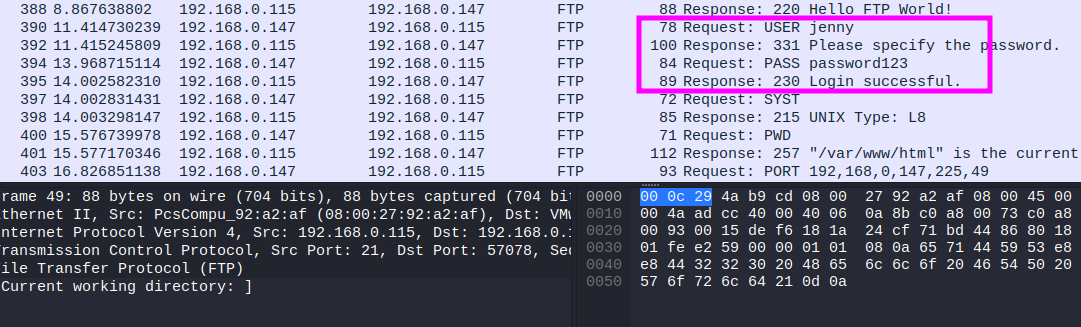 388 8.867638802 192.168.0.115 192.168.0.147 FTP 88 Response: 220 Hello FTP World!
390 11.414730239 192.168.0.147 192.168.0.115 FTP 78 Request: USER jenny
392 11.415245809 192.168.0.115 192.168.0.147 FTP 100 Response: 331 Please specify the password.
394 13.968715114 192.168.0.147 192.168.0.115 FTP 84 Request: PASS password123
395 14.002582310 192.168.0.115 192.168.0.147 FTP 89 Response: 230 Login successful.
397 14.002831431 192.168.0.147 192.168.0.115 FTP 72 Request: SYST
398 14.003298147 192.168.0.115 192.168.0.147 FTP 85 Response: 215 UNIX Type: L8
400 15.576739978 192.168.0.147 192.168.0.115 FTP 71 Request: PWD
401 15.577170346 192.168.0.115 192.168.0.147 FTP 112 Response: 257 "/var/www/html" is the current
403 16.826851138 192.168.0.147 192.168.0.115 FTP 93 Request: PORT 192,168,0,147,225,49
rame 49: 88 bytes on wire (704 bits), 88 bytes captured (704 bit
thernet II, Src: PcsCompu_92:a2:af (08:00:27:92:a2:af), Dst: VMw
nternet Protocol Version 4, Src: 192.168.0.115, Dst: 192.168.0.1
ransmission Control Protocol, Src Port: 21, Dst Port: 57078, Seq
ile Transfer Protocol (FTP)
Current working directory: ]
0000 00 0c 29 4a b9 cd 08 00 27 92 a2 af 08 00 45 00
0010 00 4a ad cc 40 00 40 06 0a 8b c0 a8 00 73 c0 a8
0020 00 93 00 15 de f6 18 1a 24 cf 71 bd 44 86 80 18
0030 01 fe e2 59 00 00 01 01 08 0a 65 71 44 59 53 e8
0040 e8 44 32 32 30 20 48 65 6c 6c 6f 20 46 54 50 20
0050 57 6f 72 6c 64 21 0d 0a